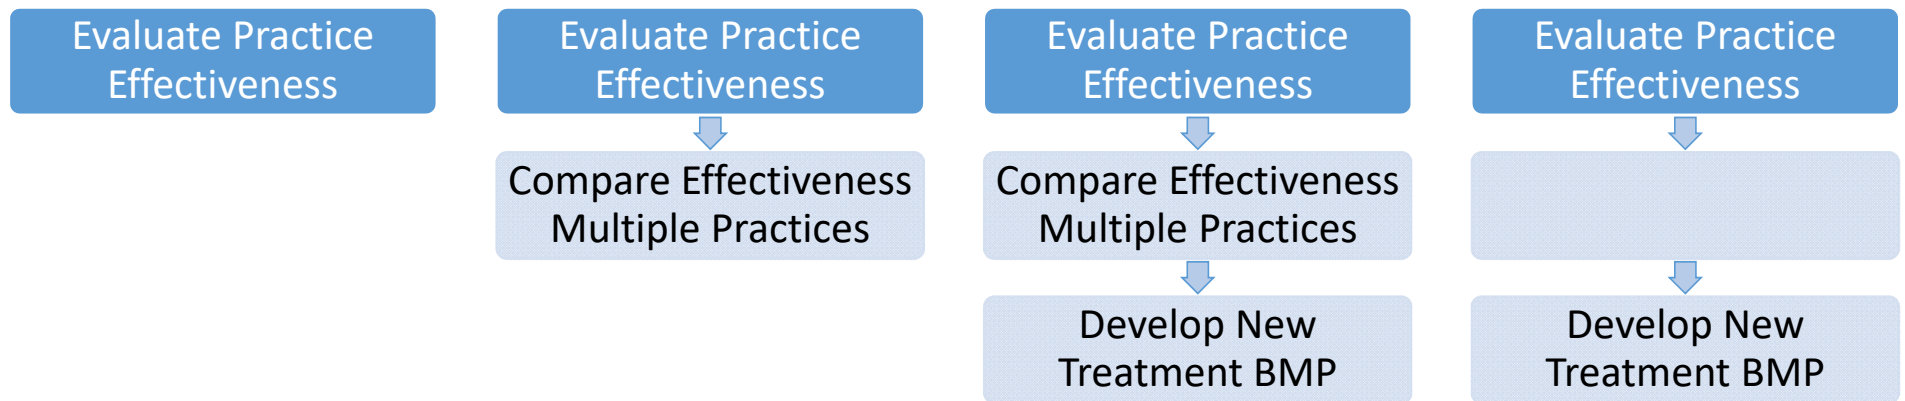 Evaluate Practice
Effectiveness
Evaluate Practice
Effectiveness
Compare Effectiveness
Multiple Practices
Evaluate Practice
Effectiveness
Compare Effectiveness
Multiple Practices
Develop New
Treatment BMP
Evaluate Practice
Effectiveness
Develop New
Treatment BMP